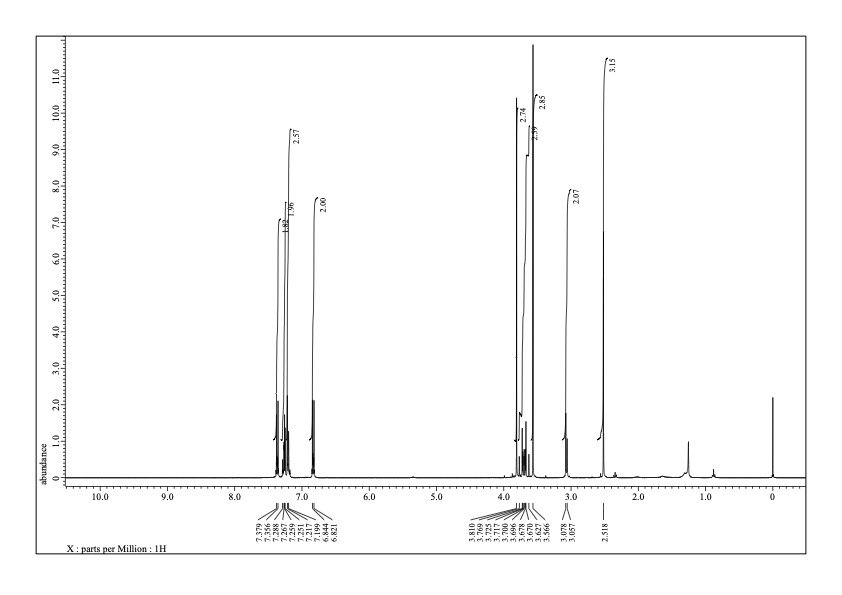 abundance
0 1.0 2.0 3.0 4.0 5.0 6.0 7.0 8.0 9.0 10.0 11.0
1.82 1.96 2.57 2.00 2.74 2.59 2.85 2.07 3.15
10.0 9.0 8.0 7.0 6.0 5.0 4.0 3.0 2.0 1.0 0
7.379 7.356 7.288 7.267 7.259 7.251 7.217 7.199 6.844 6.821 3.810 3.769 3.725 3.717 3.700 3.696 3.678 3.670 3.627 3.566 3.078 3.057 2.518
X : parts per Million : 1H